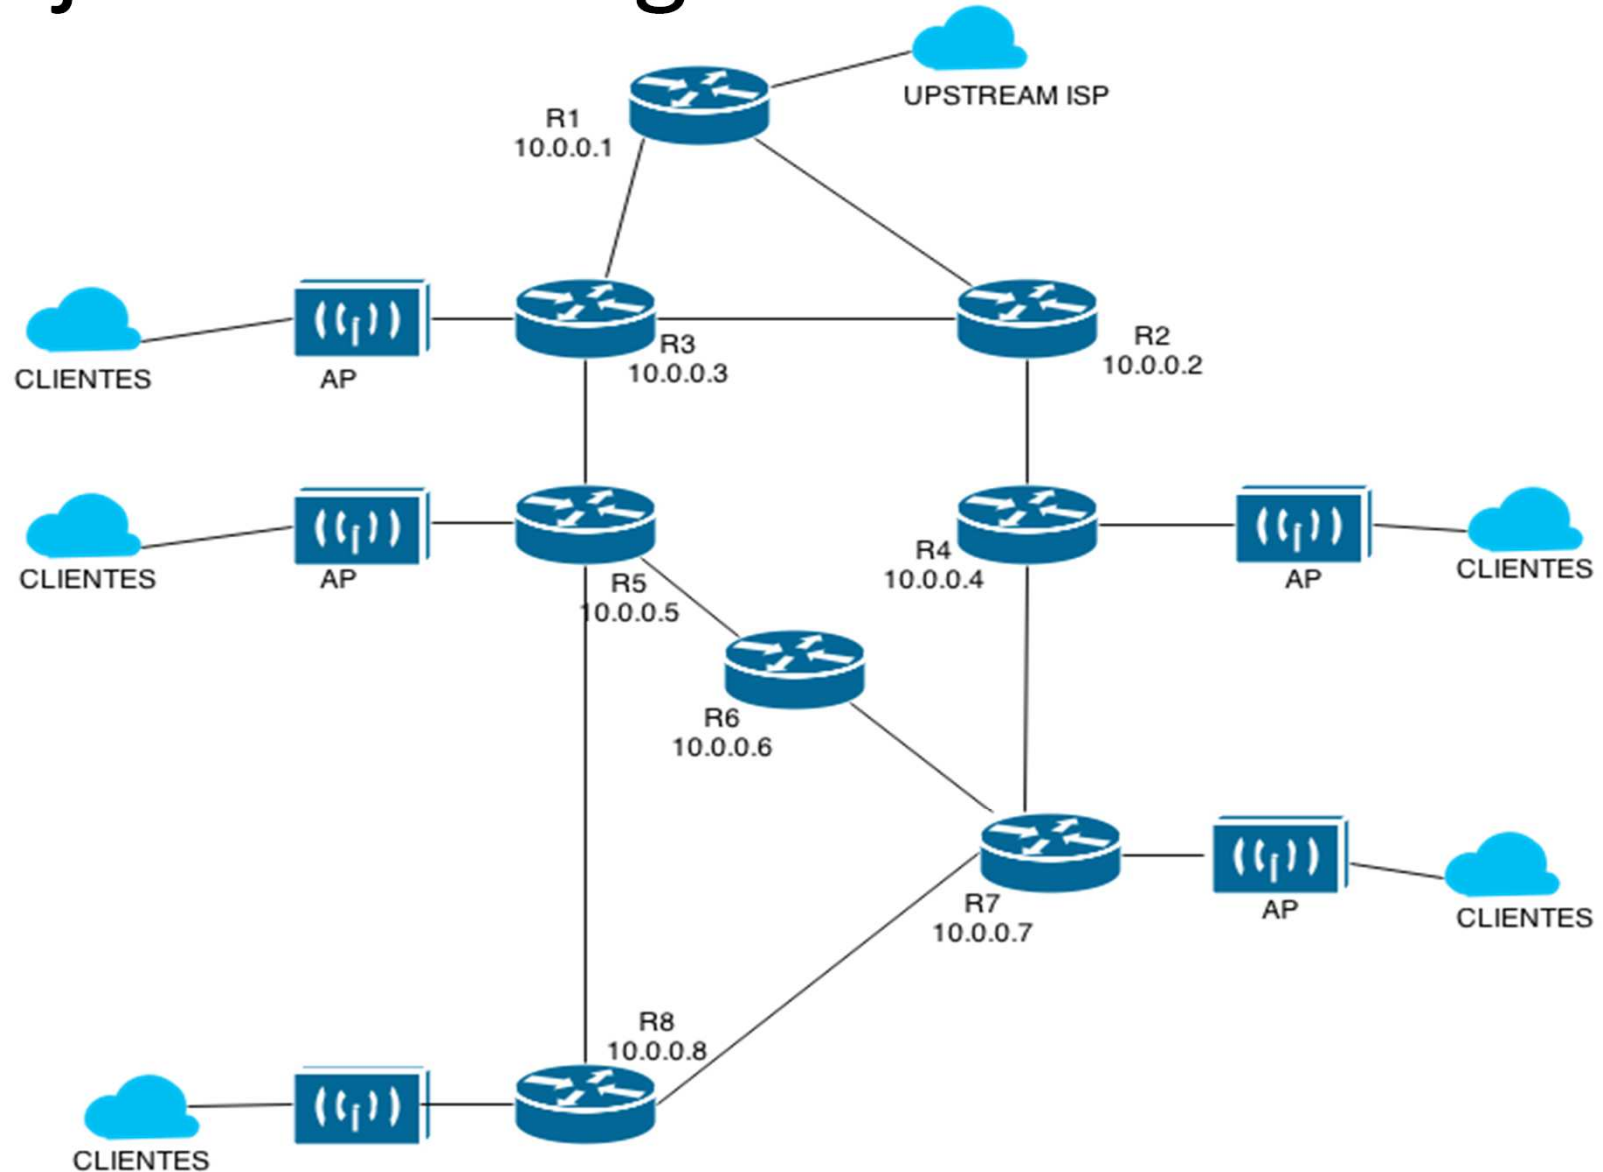 UPSTREAM ISP
R1
10.0.0.1
R3
10.0.0.3
R2
10.0.0.2
CLIENTES
AP
CLIENTES
AP
R5
10.0.0.5
R4
10.0.0.4
AP
CLIENTES
R6
10.0.0.6
R7
10.0.0.7
AP
CLIENTES
R8
10.0.0.8
CLIENTES